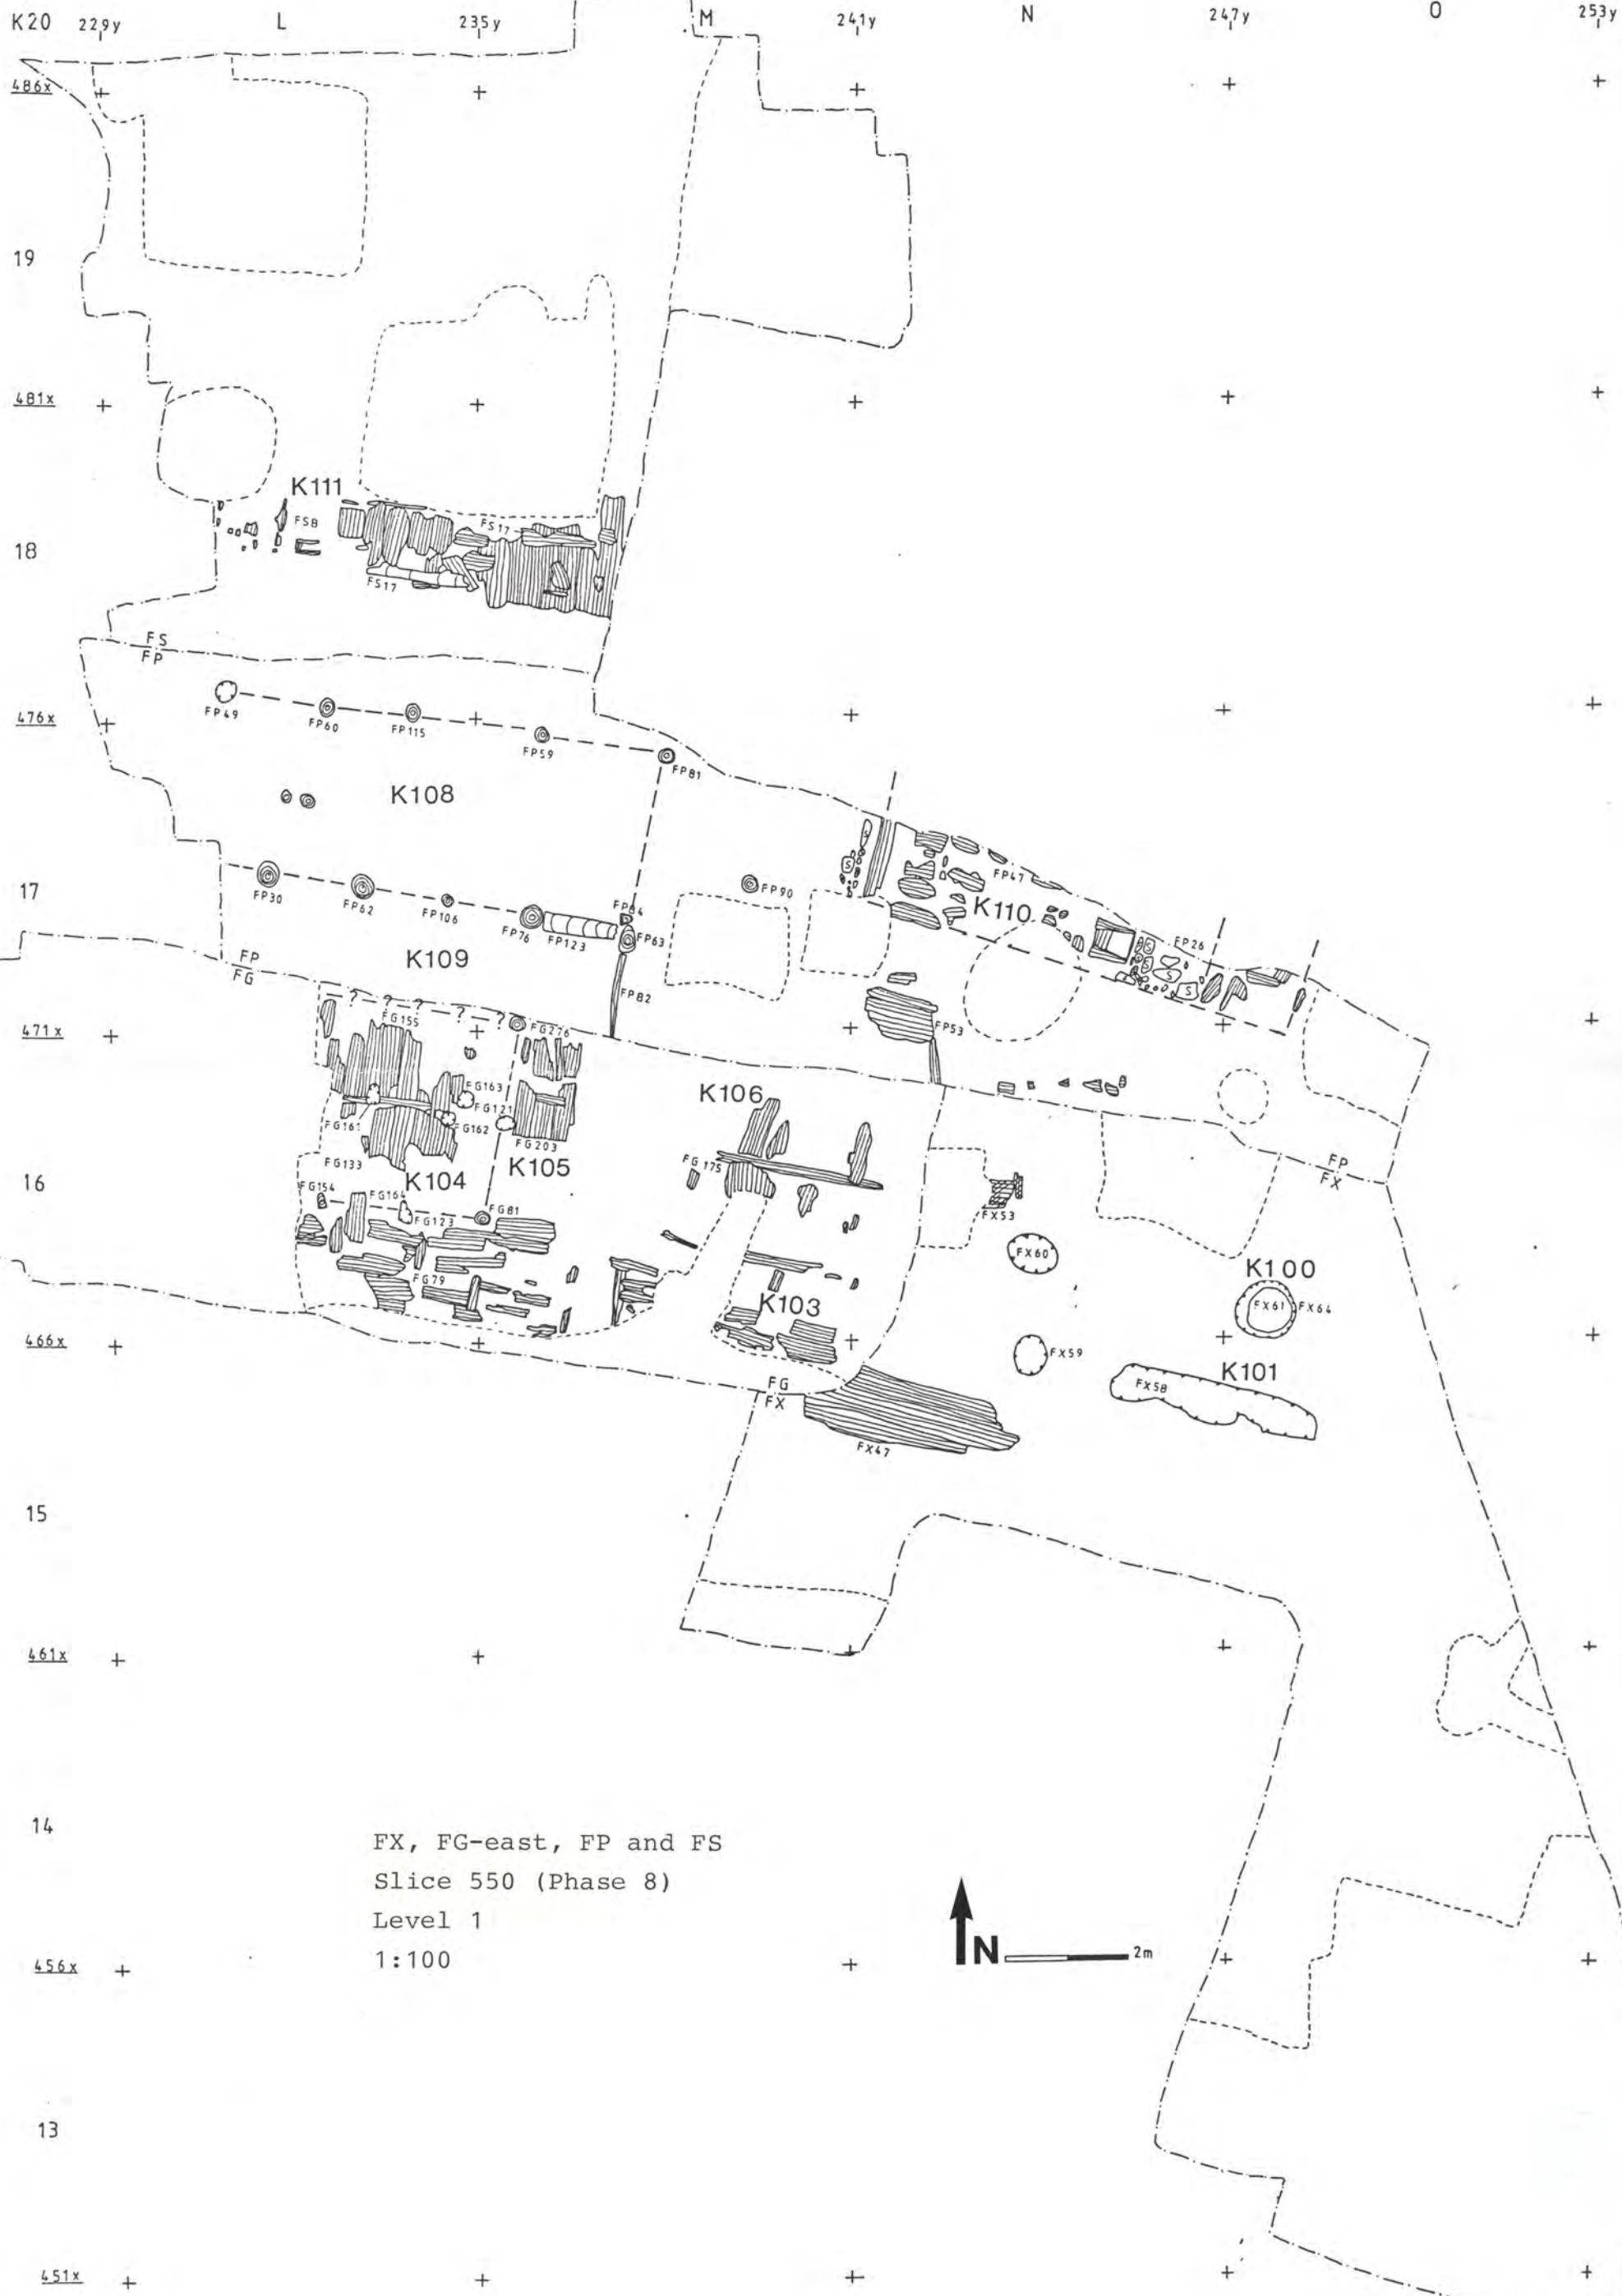 K20 229y L 235y M 241y N 247y O 253y
486x
19
481x
K111
FS8
FS17
18
FS17
FS
FP
FP49
FP60
FP115
FP59
FP81
476x
K108
FP47
17
FP30
FP62
FP106
FP76
FP123
FP84
FP63
FP90
K110
FP26
S
S
S
S
FP
FG
K109
FP82
? ? ? ? ?
FG155
FG276
FP53
471x
FG163
FG121
FG162
FG161
FG203
K106
FG133
K104
K105
FG175
16
FP
FX
FG154
FG164
FG123
FG81
FX53
FX60
FG79
K100
FX61
FX64
K103
466x
FX59
K101
FX58
FG
FX
FX47
15
461x
14
FX, FG-east, FP and FS
Slice 550 (Phase 8)
Level 1
1:100
N
2m
456x
13
451x